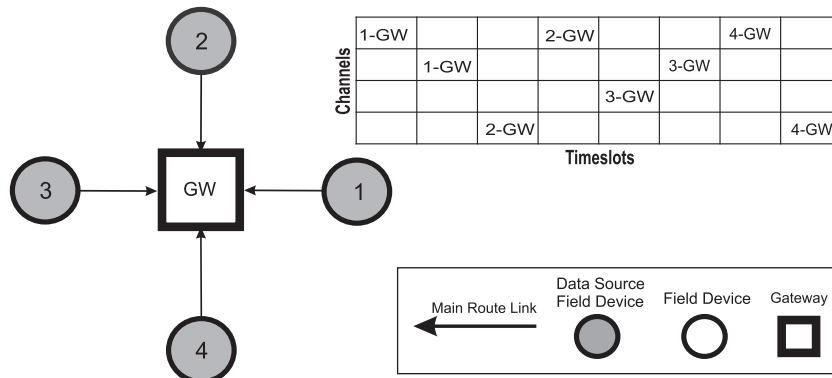 2
3
GW
1
4
1-GW 2-GW 4-GW
1-GW 3-GW
3-GW
2-GW 4-GW
Channels
Timeslots
Main Route Link
Data Source
Field Device
Field Device
Gateway